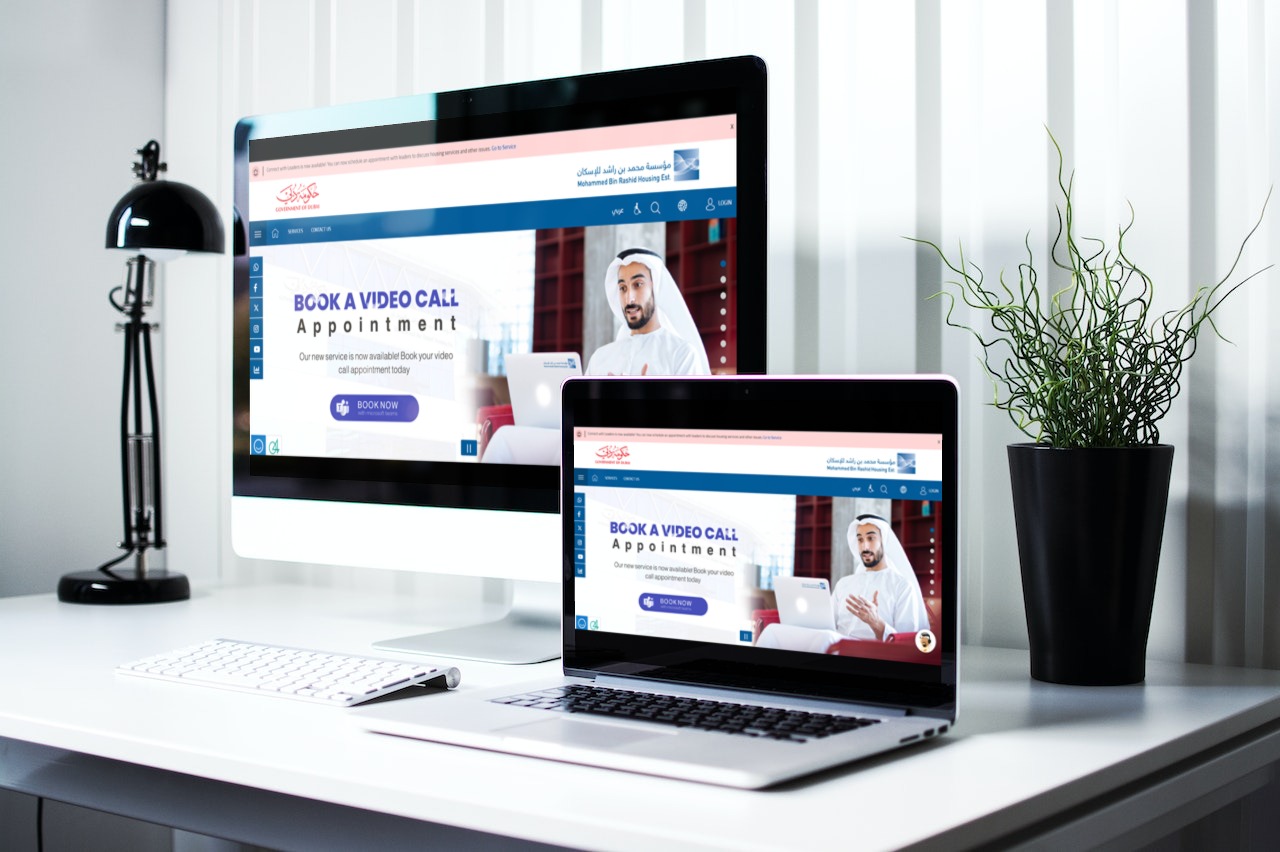 Connect with leaders is now available! You can now schedule an appointment with leaders to discuss housing services and other issues. Go to Service
X
حكومة دبي
GOVERNMENT OF DUBAI
مؤسسة محمد بن راشد للإسكان
Mohammed Bin Rashid Housing Est
SERVICES CONTACT US
عربي
LOGIN
BOOK A VIDEO CALL
Appointment
Our new service is now available! Book your video
call appointment today
BOOK NOW
with microsoft teams
Connect with leaders is now available! You can now schedule an appointment with leaders to discuss housing services and other issues. Go to Service
X
حكومة دبي
GOVERNMENT OF DUBAI
مؤسسة محمد بن راشد للإسكان
Mohammed Bin Rashid Housing Est
SERVICES CONTACT US
عربي
LOGIN
BOOK A VIDEO CALL
Appointment
Our new service is now available! Book your video
call appointment today
BOOK NOW
with microsoft teams